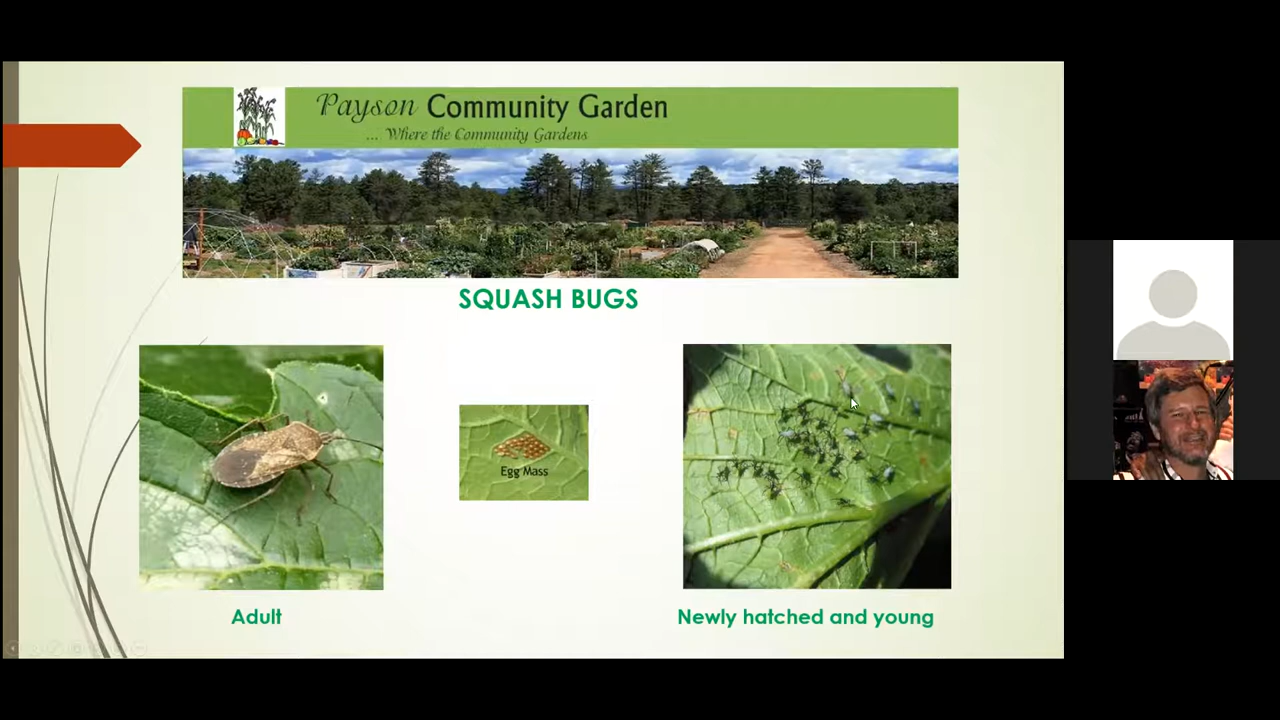 Payson Community Garden
... Where the Community Gardens
SQUASH BUGS
Egg Mass
Adult
Newly hatched and young